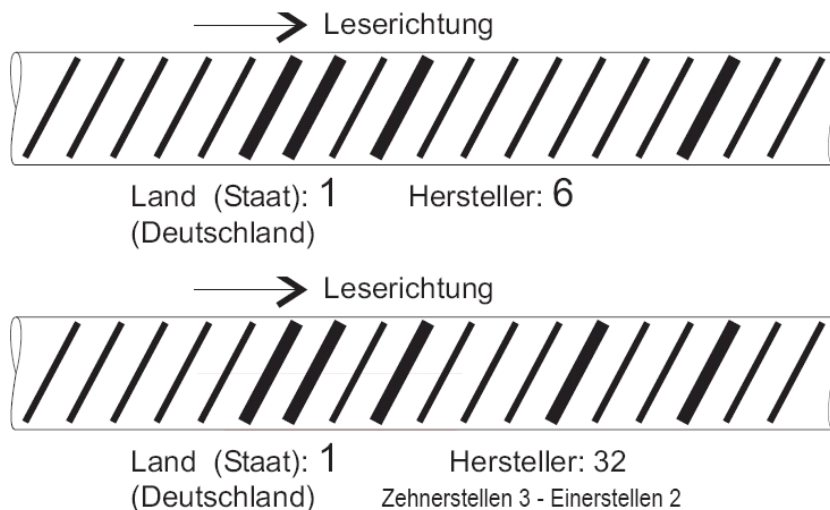 Leserichtung
Land (Staat): 1 Hersteller: 6
(Deutschland)
Leserichtung
Land (Staat): 1 Hersteller: 32
(Deutschland) Zehnerstellen 3 - Einerstellen 2